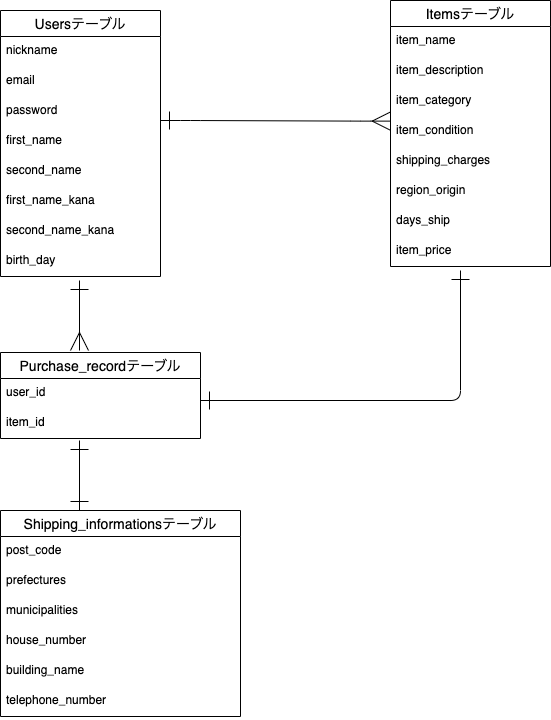 Usersテーブル
nickname
email
password
first_name
second_name
first_name_kana
second_name_kana
birth_day
Itemsテーブル
item_name
item_description
item_category
item_condition
shipping_charges
region_origin
days_ship
item_price
Purchase_recordテーブル
user_id
item_id
Shipping_informationsテーブル
post_code
prefectures
municipalities
house_number
building_name
telephone_number